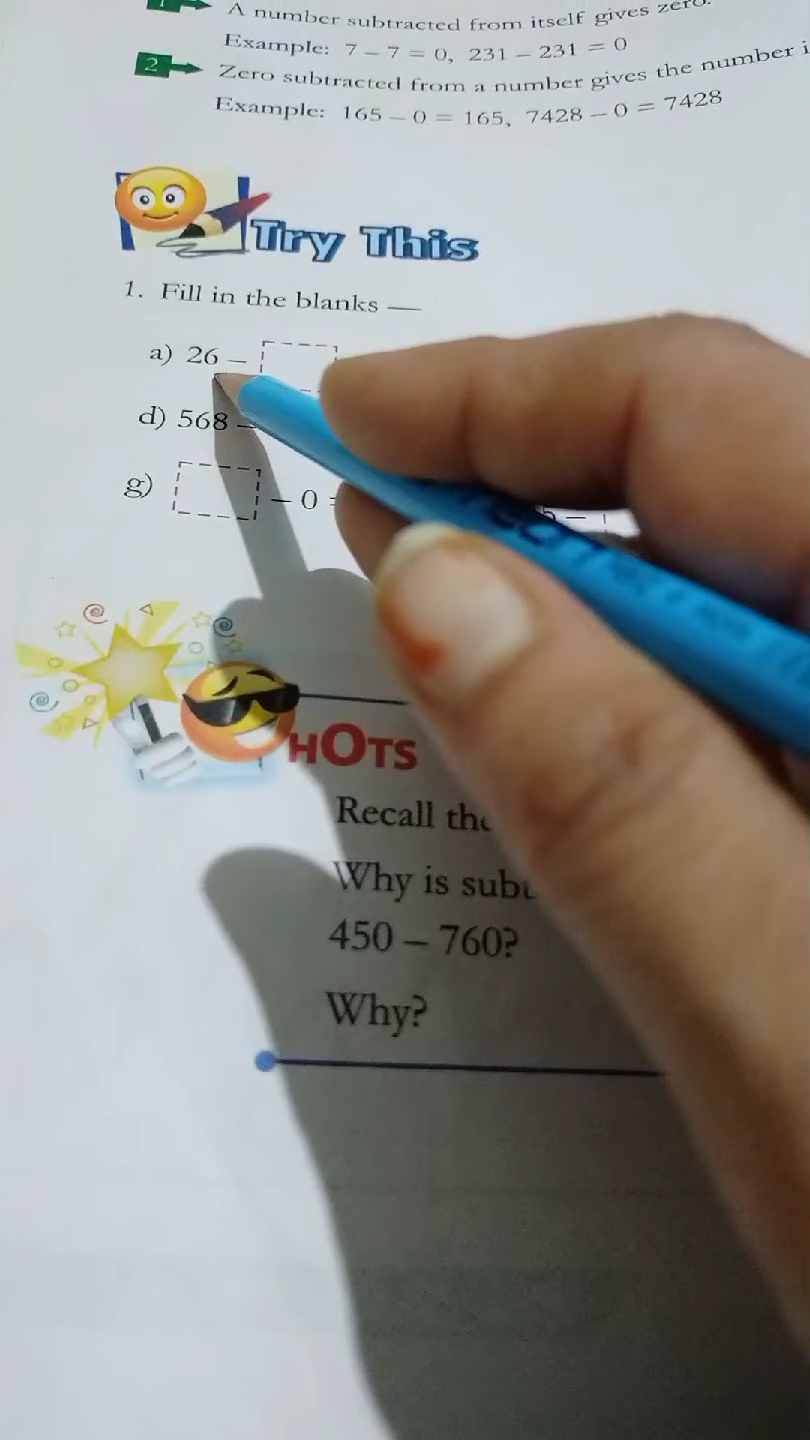 1
A number subtracted from itself gives zero.
Example: 7 – 7 = 0, 231 – 231 = 0
2
Zero subtracted from a number gives the number
Example: 165 – 0 = 165, 7428 – 0 = 7428
Try This
1. Fill in the blanks —
a) 26 –
d) 568 –
g) – 0 =
HOTS
Recall
Why is
450 – 760?
Why?